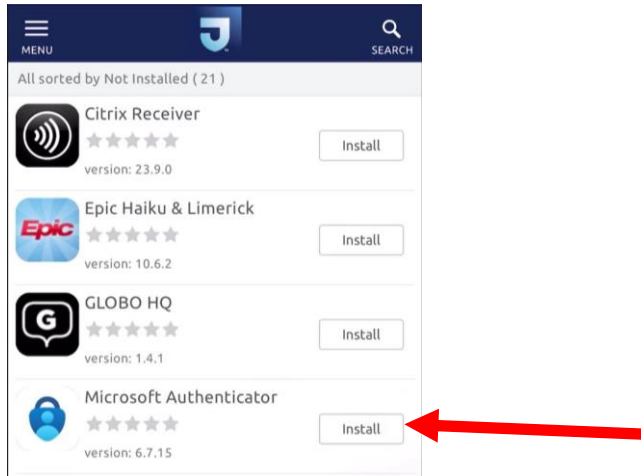 MENU
J
SEARCH
All sorted by Not Installed ( 21 )
Citrix Receiver
Install
version: 23.9.0
Epic
Epic Haiku & Limerick
Install
version: 10.6.2
G
GLOBO HQ
Install
version: 1.4.1
Microsoft Authenticator
Install
version: 6.7.15